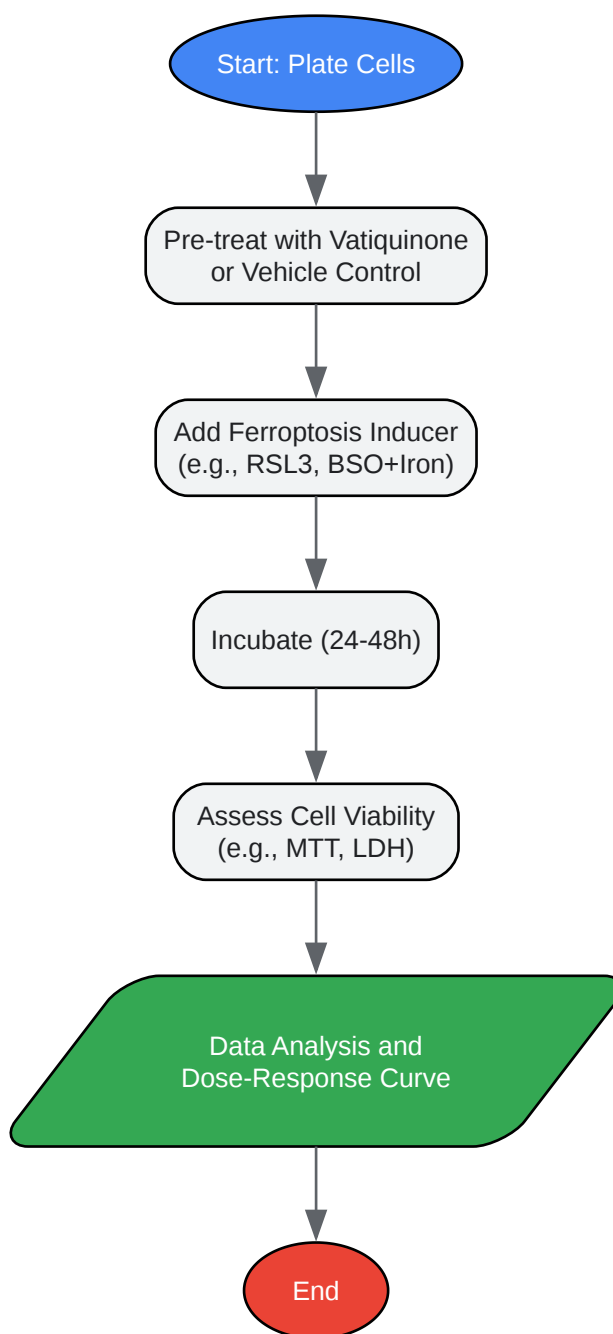 Start: Plate Cells
Pre-treat with Vatiquinone
or Vehicle Control
Add Ferroptosis Inducer
(e.g., RSL3, BSO+Iron)
Incubate (24-48h)
Assess Cell Viability
(e.g., MTT, LDH)
Data Analysis and
Dose-Response Curve
End